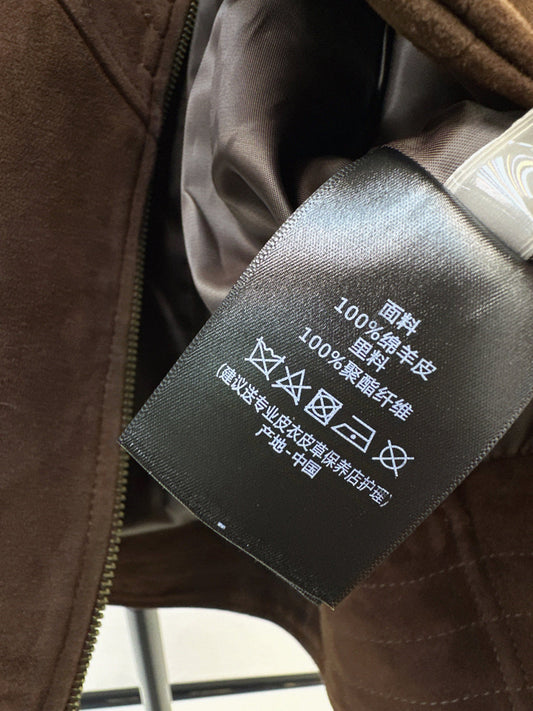 面料
100%绵羊皮
里料
100%聚酯纤维
(建议送专业皮衣皮草保养店护理)
产地-中国